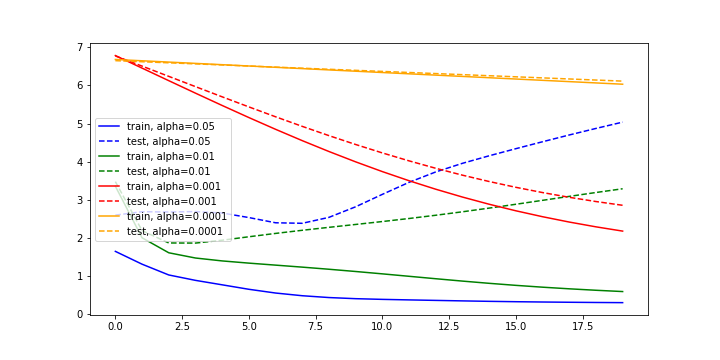 7
6
5
4
3
2
1
0
train, alpha=0.05
test, alpha=0.05
train, alpha=0.01
test, alpha=0.01
train, alpha=0.001
test, alpha=0.001
train, alpha=0.0001
test, alpha=0.0001
0.0 2.5 5.0 7.5 10.0 12.5 15.0 17.5